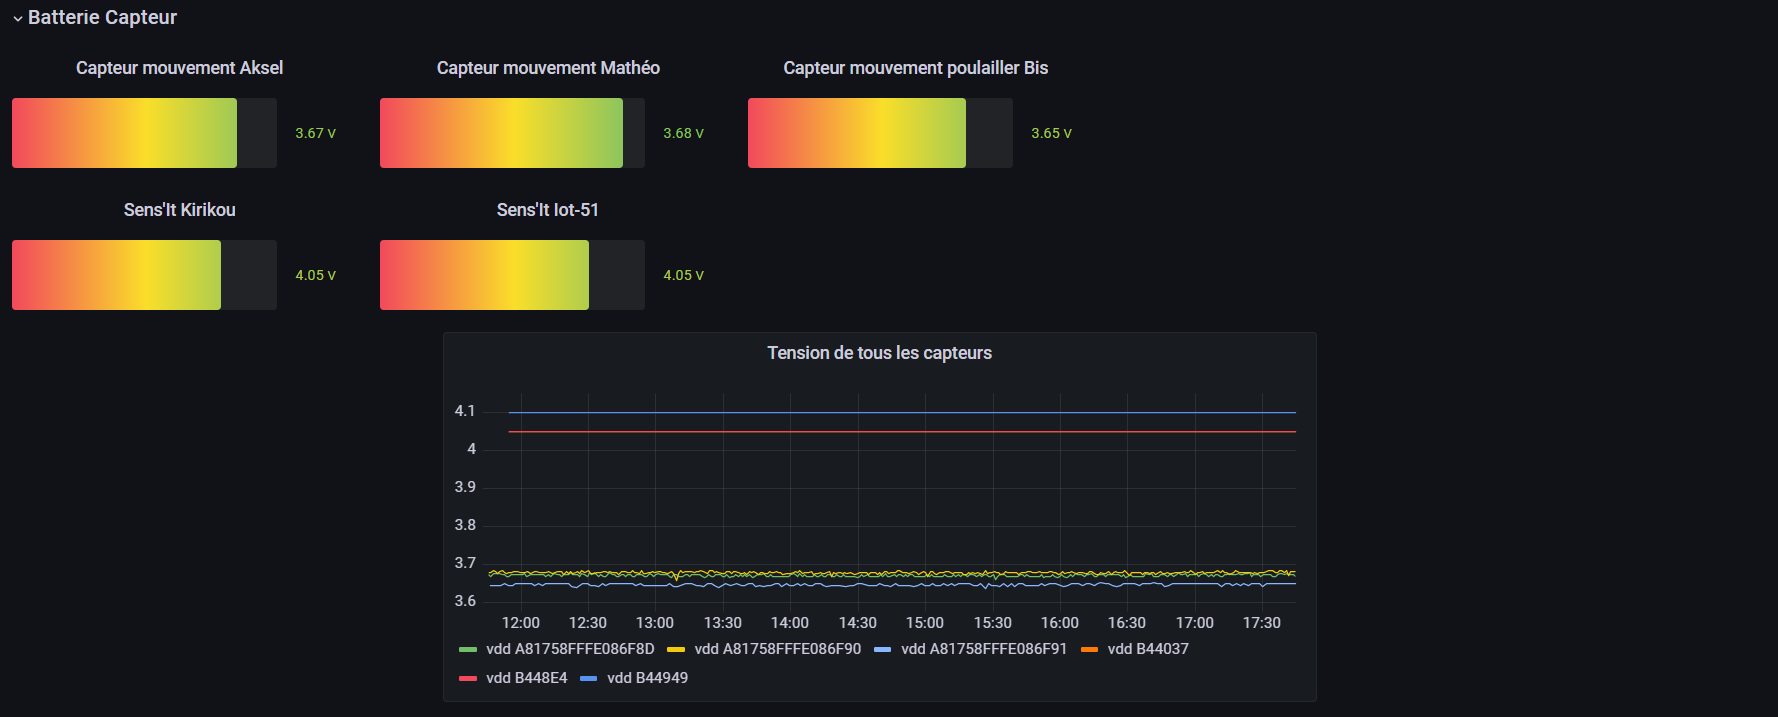 Batterie Capteur
Capteur mouvement Aksel
Capteur mouvement Mathéo
Capteur mouvement poulailler Bis
3.67 V
3.68 V
3.65 V
Sens'It Kirikou
Sens'It Iot-51
4.05 V
4.05 V
Tension de tous les capteurs
4.1
4
3.9
3.8
3.7
3.6
12:00 12:30 13:00 13:30 14:00 14:30 15:00 15:30 16:00 16:30 17:00 17:30
vdd A81758FFFE086F8D vdd A81758FFFE086F90 vdd A81758FFFE086F91 vdd B44037
vdd B448E4 vdd B44949